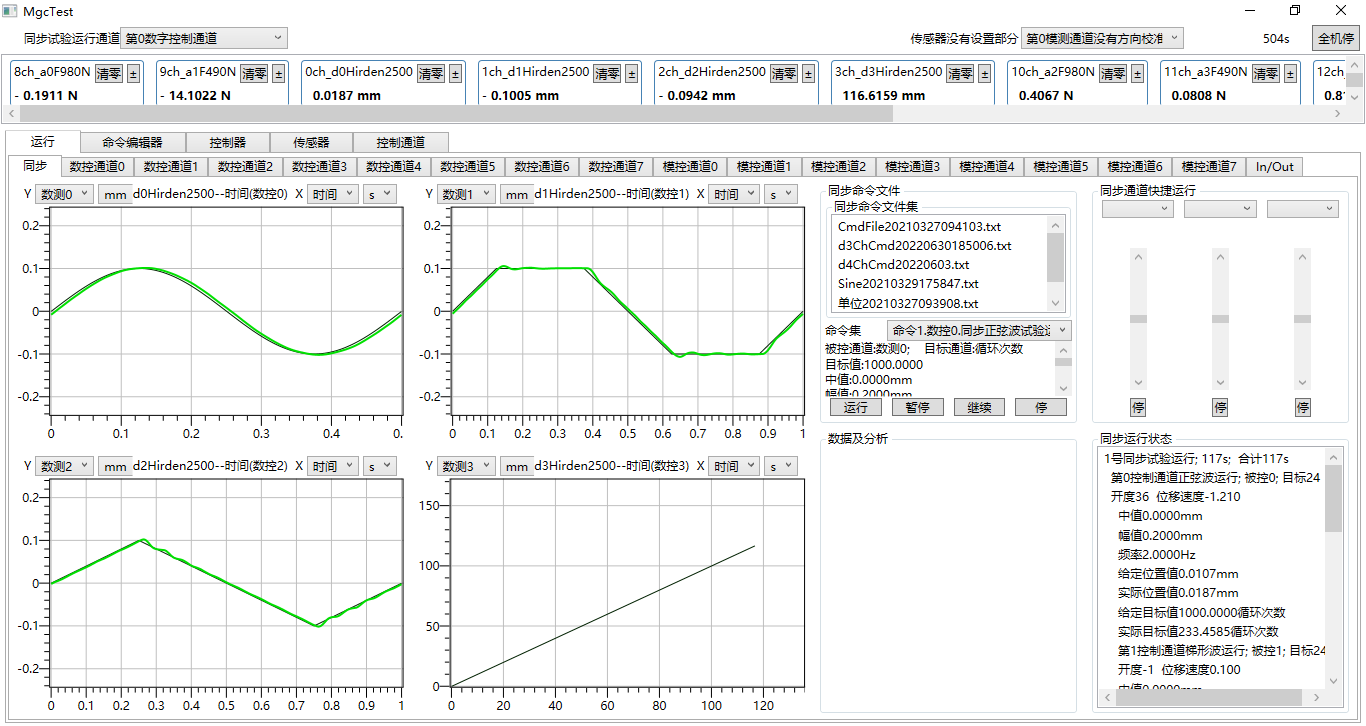 MgcTest
同步试验运行通道 第0数字控制通道 传感器没有设置部分 第0模测通道没有方向校准 504s 全机停
8ch_a0F980N 清零 ± 9ch_a1F490N 清零 ± 0ch_d0Hirden2500 清零 ± 1ch_d1Hirden2500 清零 ± 2ch_d2Hirden2500 清零 ± 3ch_d3Hirden2500 清零 ± 10ch_a2F980N 清零 ± 11ch_a3F490N 清零 ± 12ch_
- 0.1911 N - 14.1022 N 0.0187 mm - 0.1005 mm - 0.0942 mm 116.6159 mm 0.4067 N 0.0808 N 0.8
运行 命令编辑器 控制器 传感器 控制通道
同步 数控通道0 数控通道1 数控通道2 数控通道3 数控通道4 数控通道5 数控通道6 数控通道7 模控通道0 模控通道1 模控通道2 模控通道3 模控通道4 模控通道5 模控通道6 模控通道7 In/Out
Y 数测0 mm d0Hirden2500--时间(数控0) X 时间 s
0.2
0.1
0
-0.1
-0.2
0 0.1 0.2 0.3 0.4 0.
Y 数测1 mm d1Hirden2500--时间(数控1) X 时间 s
0.2
0.1
0
-0.1
-0.2
0 0.1 0.2 0.3 0.4 0.5 0.6 0.7 0.8 0.9 1
Y 数测2 mm d2Hirden2500--时间(数控2) X 时间 s
0.2
0.1
0
-0.1
-0.2
0 0.1 0.2 0.3 0.4 0.5 0.6 0.7 0.8 0.9 1
Y 数测3 mm d3Hirden2500--时间(数控3) X 时间 s
150
100
50
0
0 20 40 60 80 100 120
同步命令文件
同步命令文件集
CmdFile20210327094103.txt
d3ChCmd20220630185006.txt
d4ChCmd20220603.txt
Sine20210329175847.txt
单位20210327093908.txt
命令集 命令1.数控0.同步正弦波试验运
被控通道:数测0; 目标通道:循环次数
目标值:1000.0000
中值:0.0000mm
幅值:0.2000mm
运行 暂停 继续 停
数据及分析
同步通道快捷运行
停 停 停
同步运行状态
1号同步试验运行; 117s; 合计117s
第0控制通道正弦波运行; 被控0; 目标24
开度36 位移速度-1.210
中值0.0000mm
幅值0.2000mm
频率2.0000Hz
给定位置值0.0107mm
实际位置值0.0187mm
给定目标值1000.0000循环次数
实际目标值233.4585循环次数
第1控制通道梯形波运行; 被控1; 目标24
开度-1 位移速度0.100
中值0.0000mm